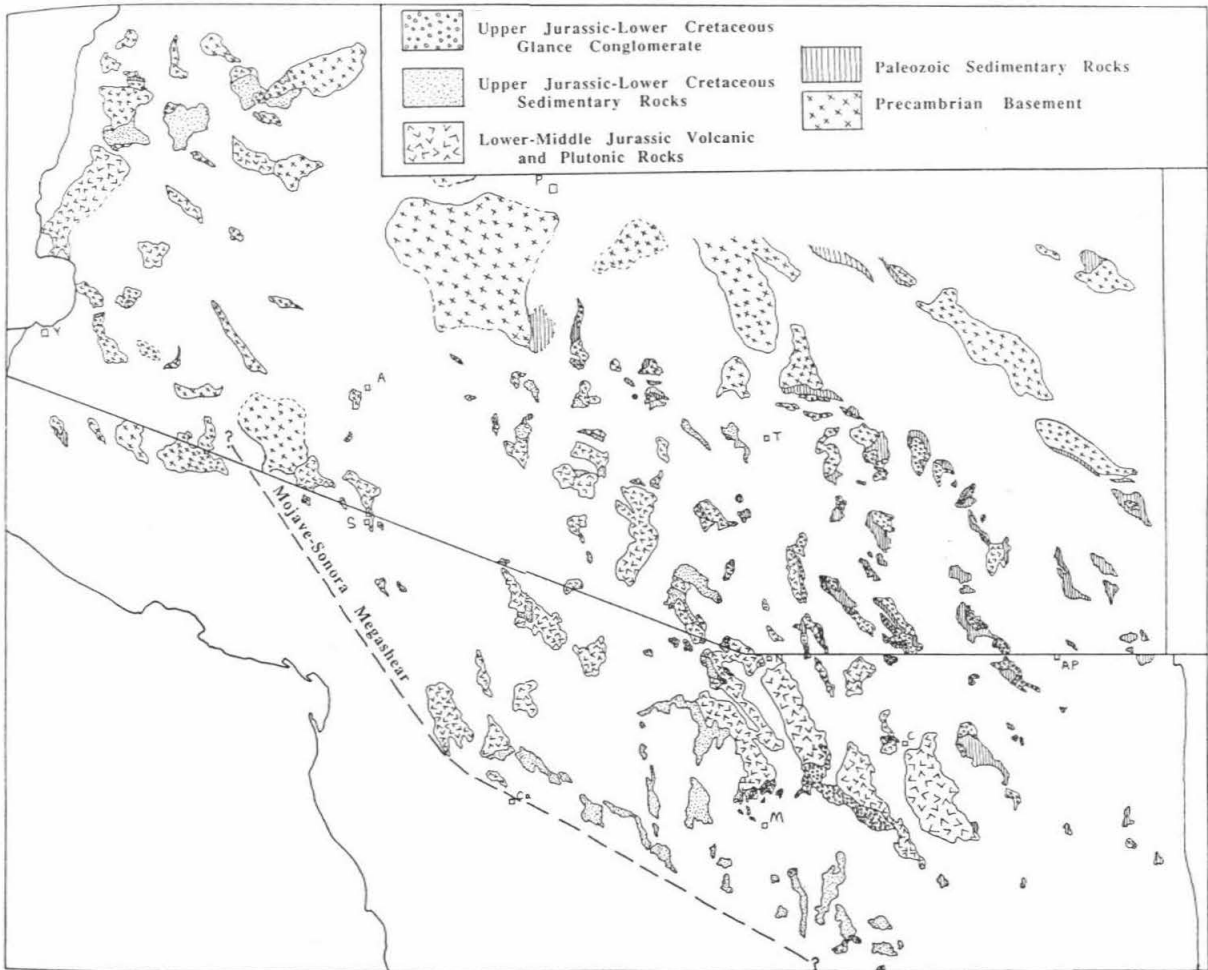 Upper Jurassic-Lower Cretaceous
Glance Conglomerate
Upper Jurassic-Lower Cretaceous
Sedimentary Rocks
Lower-Middle Jurassic Volcanic
and Plutonic Rocks
Paleozoic Sedimentary Rocks
Precambrian Basement
P
Y
A
T
?
S
Mojave-Sonora Megashear
N
AP
C
Ca
M
?